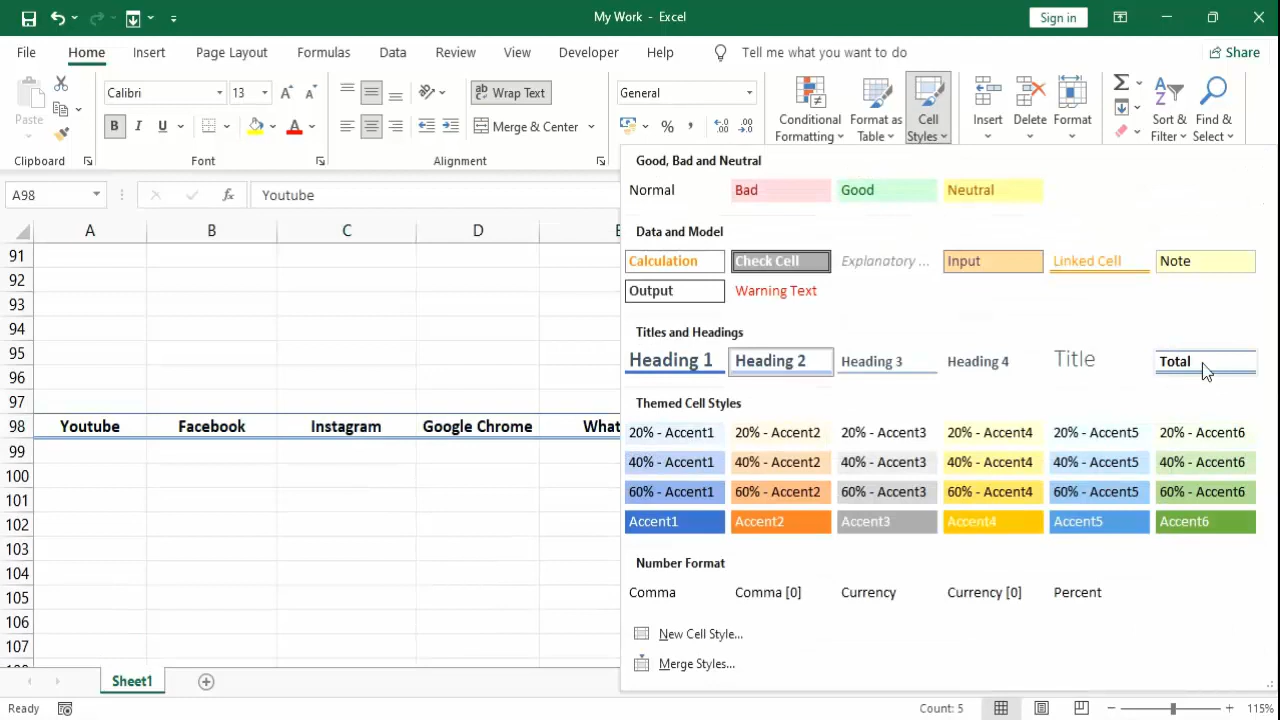 My Work - Excel
Sign in
File Home Insert Page Layout Formulas Data Review View Developer Help Tell me what you want to do Share
Paste
Calibri 13
B I U
Wrap Text
Merge & Center
General
Conditional Formatting
Format as Table
Cell Styles
Insert
Delete
Format
Sort & Filter
Find & Select
Clipboard Font Alignment
A98 fx Youtube
A B C D
91
92
93
94
95
96
97
98 Youtube Facebook Instagram Google Chrome What
99
100
101
102
103
104
105
106
107
Good, Bad and Neutral
Normal Bad Good Neutral
Data and Model
Calculation Check Cell Explanatory ... Input Linked Cell Note
Output Warning Text
Titles and Headings
Heading 1 Heading 2 Heading 3 Heading 4 Title Total
Themed Cell Styles
20% - Accent1 20% - Accent2 20% - Accent3 20% - Accent4 20% - Accent5 20% - Accent6
40% - Accent1 40% - Accent2 40% - Accent3 40% - Accent4 40% - Accent5 40% - Accent6
60% - Accent1 60% - Accent2 60% - Accent3 60% - Accent4 60% - Accent5 60% - Accent6
Accent1 Accent2 Accent3 Accent4 Accent5 Accent6
Number Format
Comma Comma [0] Currency Currency [0] Percent
New Cell Style...
Merge Styles...
Sheet1
Ready Count: 5 115%